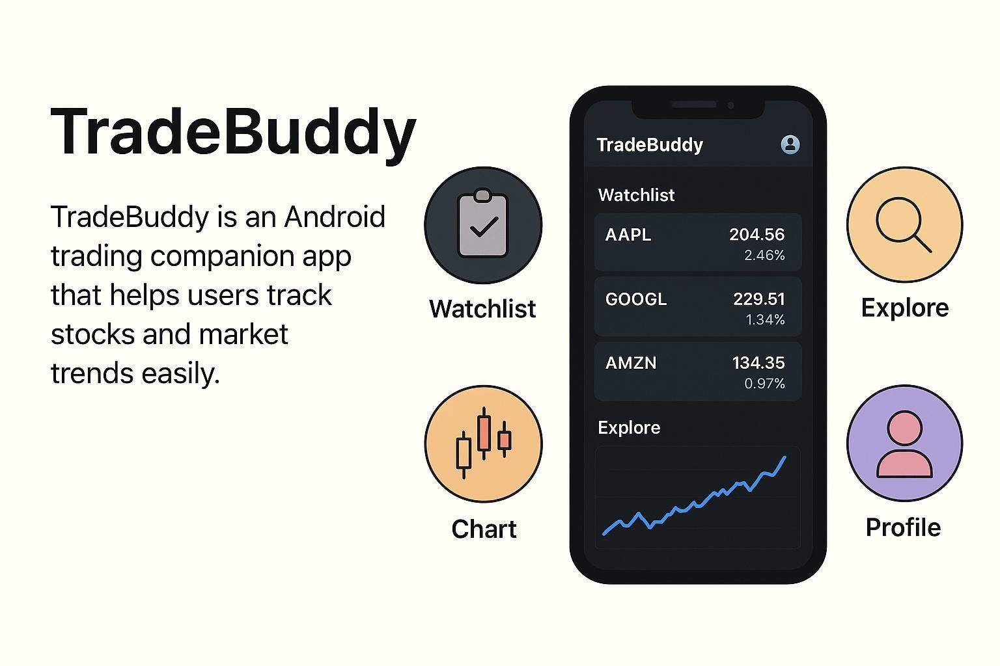 TradeBuddy
TradeBuddy is an Android
trading companion app
that helps users track
stocks and market
trends easily.
Watchlist
Chart
TradeBuddy
Watchlist
AAPL 204.56
2.46%
GOOGL 229.51
1.34%
AMZN 134.35
0.97%
Explore
Explore
Profile